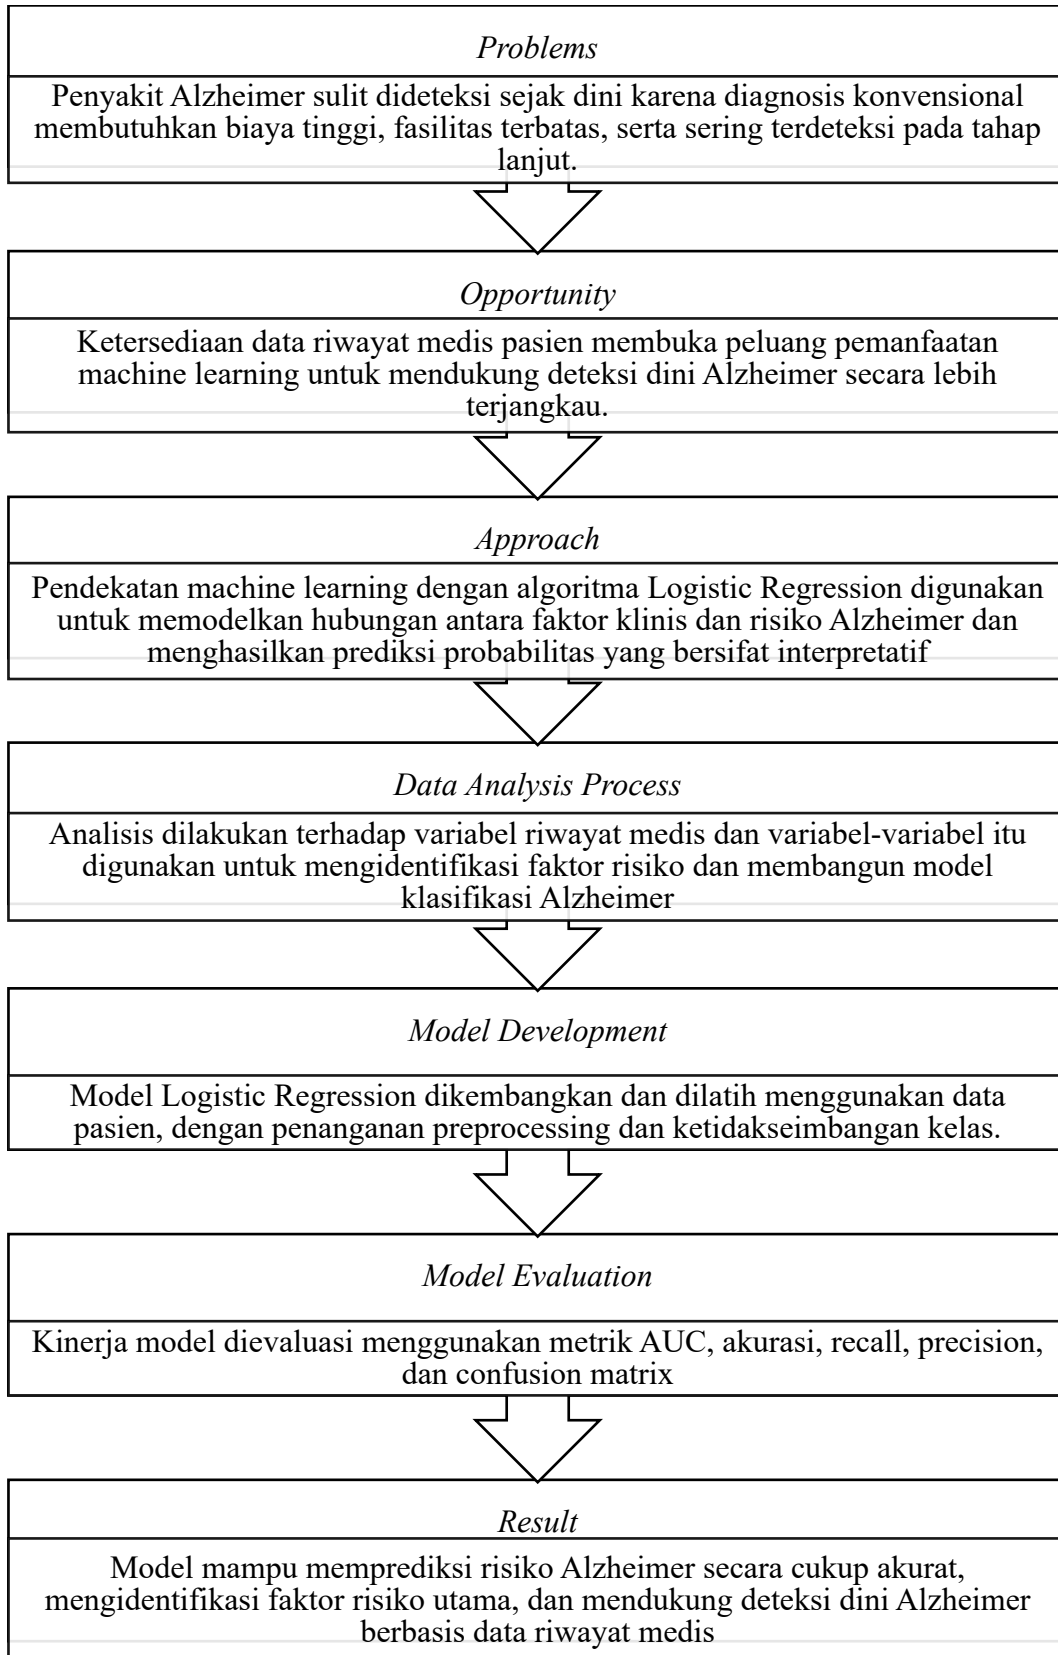 Problems
Penyakit Alzheimer sulit dideteksi sejak dini karena diagnosis konvensional
membutuhkan biaya tinggi, fasilitas terbatas, serta sering terdeteksi pada tahap
lanjut.
Opportunity
Ketersediaan data riwayat medis pasien membuka peluang pemanfaatan
machine learning untuk mendukung deteksi dini Alzheimer secara lebih
terjangkau.
Approach
Pendekatan machine learning dengan algoritma Logistic Regression digunakan
untuk memodelkan hubungan antara faktor klinis dan risiko Alzheimer dan
menghasilkan prediksi probabilitas yang bersifat interpretatif
Data Analysis Process
Analisis dilakukan terhadap variabel riwayat medis dan variabel-variabel itu
digunakan untuk mengidentifikasi faktor risiko dan membangun model
klasifikasi Alzheimer
Model Development
Model Logistic Regression dikembangkan dan dilatih menggunakan data
pasien, dengan penanganan preprocessing dan ketidakseimbangan kelas.
Model Evaluation
Kinerja model dievaluasi menggunakan metrik AUC, akurasi, recall, precision,
dan confusion matrix
Result
Model mampu memprediksi risiko Alzheimer secara cukup akurat,
mengidentifikasi faktor risiko utama, dan mendukung deteksi dini Alzheimer
berbasis data riwayat medis